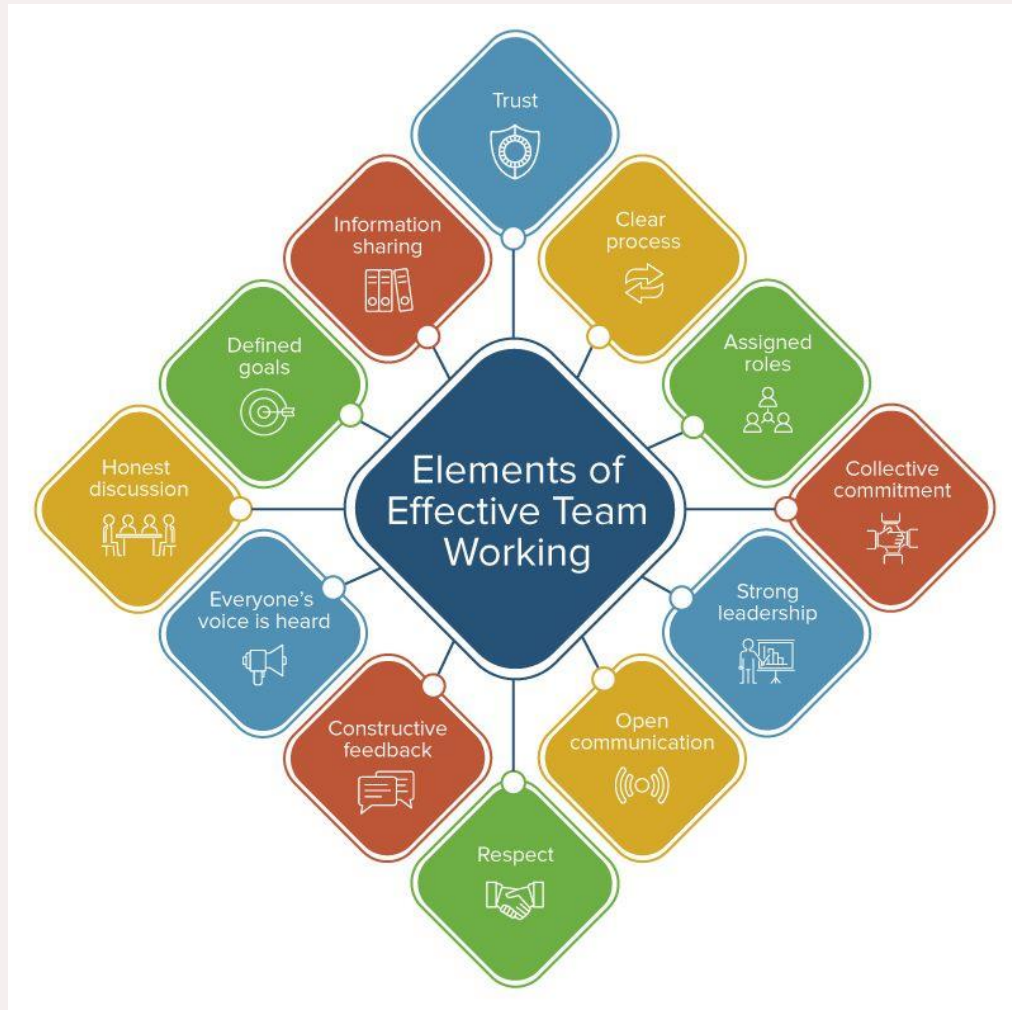 Trust
Information
sharing
Clear
process
Defined
goals
Assigned
roles
Honest
discussion
Elements of
Effective Team
Working
Collective
commitment
Everyone's
voice is heard
Strong
leadership
Constructive
feedback
Open
communication
Respect